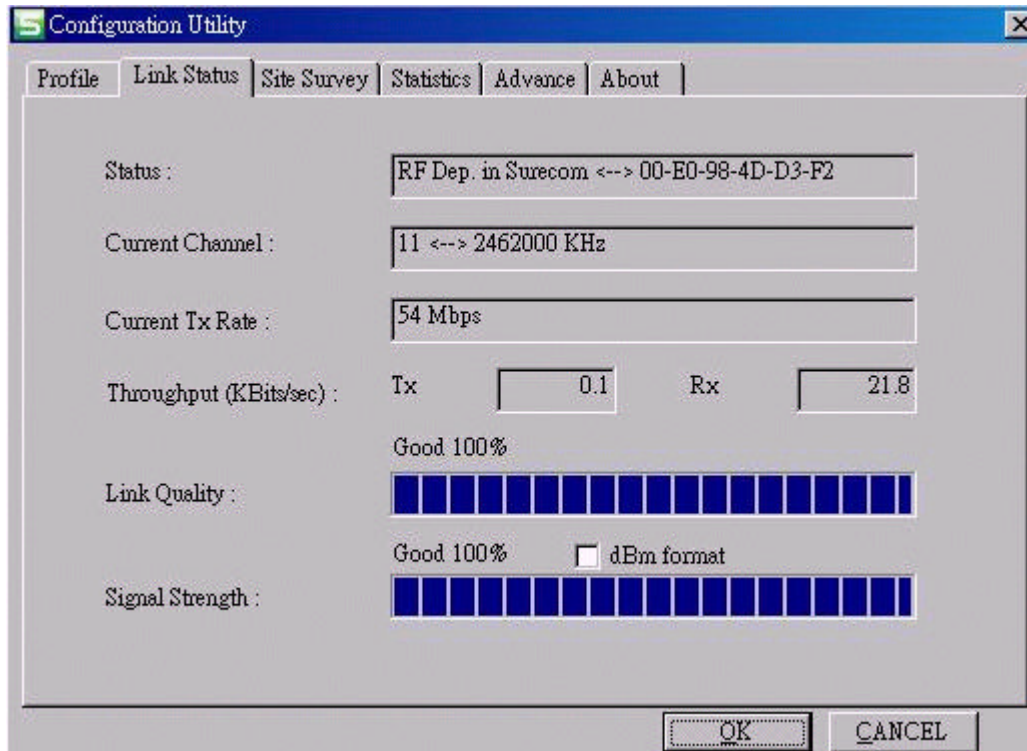 Configuration Utility
Profile Link Status Site Survey Statistics Advance About
Status : RF Dep. in Surecom <--> 00-E0-98-4D-D3-F2
Current Channel : 11 <--> 2462000 KHz
Current Tx Rate : 54 Mbps
Throughput (KBits/sec) : Tx 0.1 Rx 21.8
Good 100%
Link Quality :
Good 100% dBm format
Signal Strength :
OK CANCEL